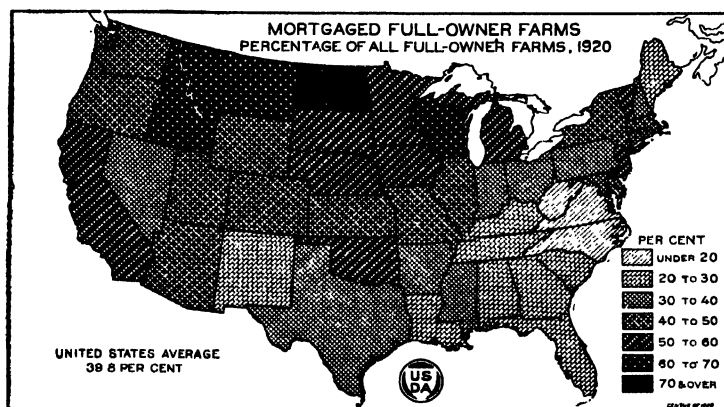 MORTGAGED FULL-OWNER FARMS
PERCENTAGE OF ALL FULL-OWNER FARMS, 1920
PER CENT
UNDER 20
20 TO 30
30 TO 40
40 TO 50
50 TO 60
60 TO 70
70 & OVER
UNITED STATES AVERAGE
39 8 PER CENT
US
DA